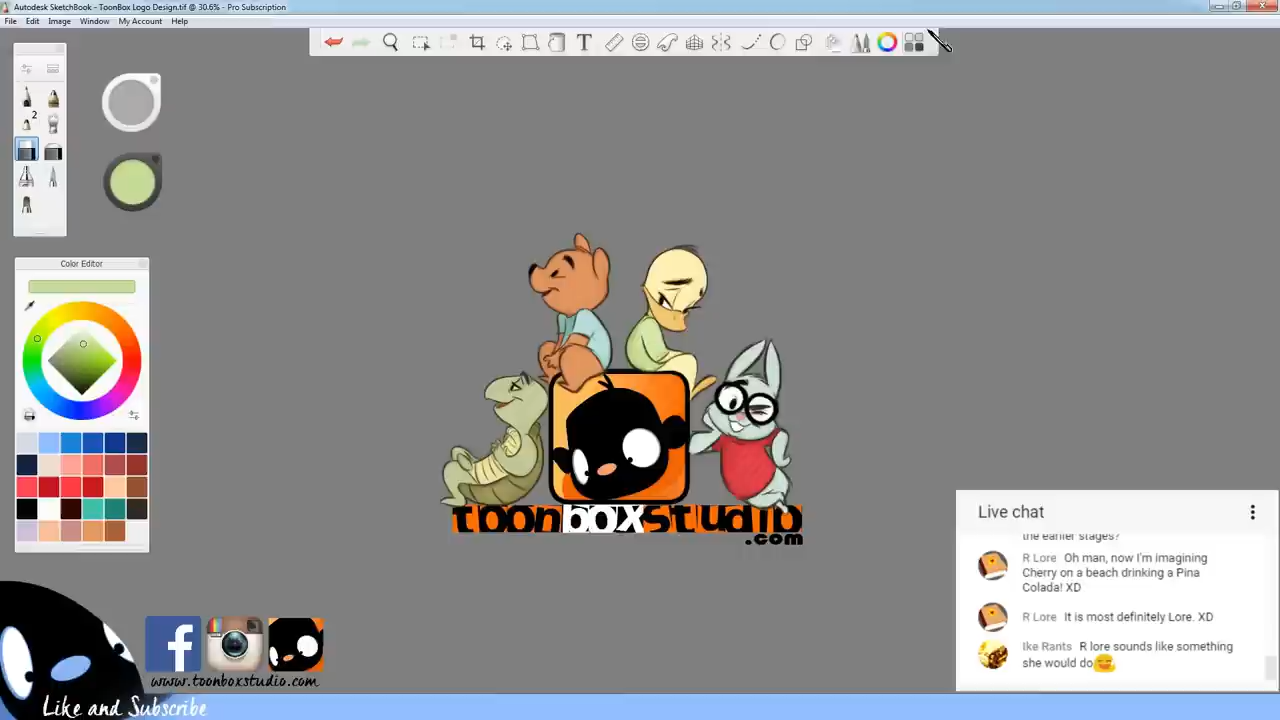 Autodesk SketchBook - ToonBox Logo Design.tif @ 30.6% - Pro Subscription
File Edit Image Window My Account Help
T
2
Color Editor
toonboxstudio
.com
Live chat
the earlier stages?
R Lore Oh man, now I'm imagining
Cherry on a beach drinking a Pina
Colada! XD
R Lore It is most definitely Lore. XD
Ike Rants R lore sounds like something
she would do
www.toonboxstudio.com
Like and Subscribe